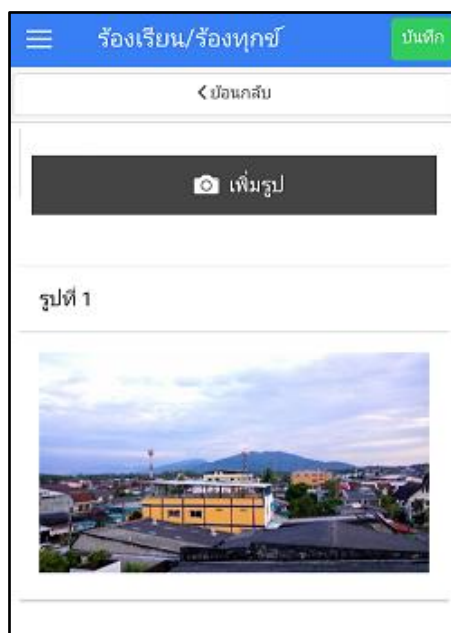 ร้องเรียน/ร้องทุกข์
บันทึก
ย้อนกลับ
เพิ่มรูป
รูปที่ 1